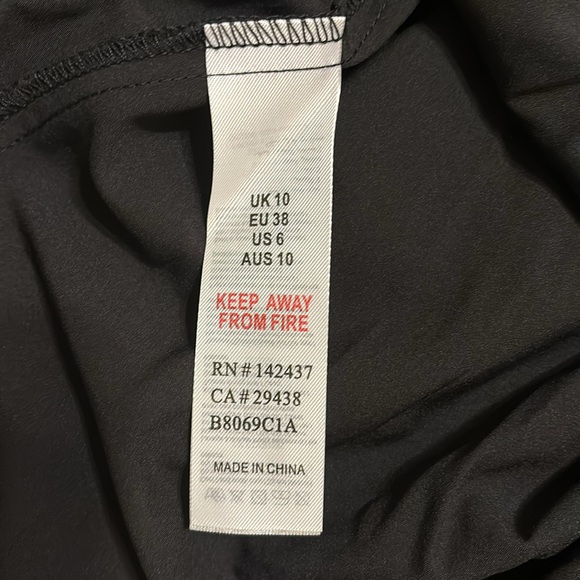 UK 10
EU 38
US 6
AUS 10
KEEP AWAY
FROM FIRE
RN#142437
CA#29438
B8069C1A
MADE IN CHINA